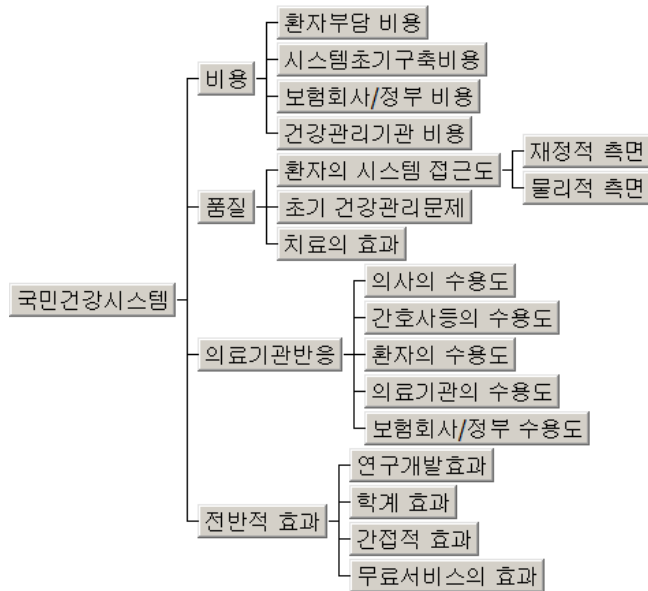 환자부담 비용
시스템초기구축비용
비용
보험회사/정부 비용
건강관리기관 비용
환자의 시스템 접근도
재정적 측면
물리적 측면
품질
초기 건강관리문제
치료의 효과
국민건강시스템
의사의 수용도
간호사등의 수용도
의료기관반응
환자의 수용도
의료기관의 수용도
보험회사/정부 수용도
연구개발효과
학계 효과
전반적 효과
간접적 효과
무료서비스의 효과